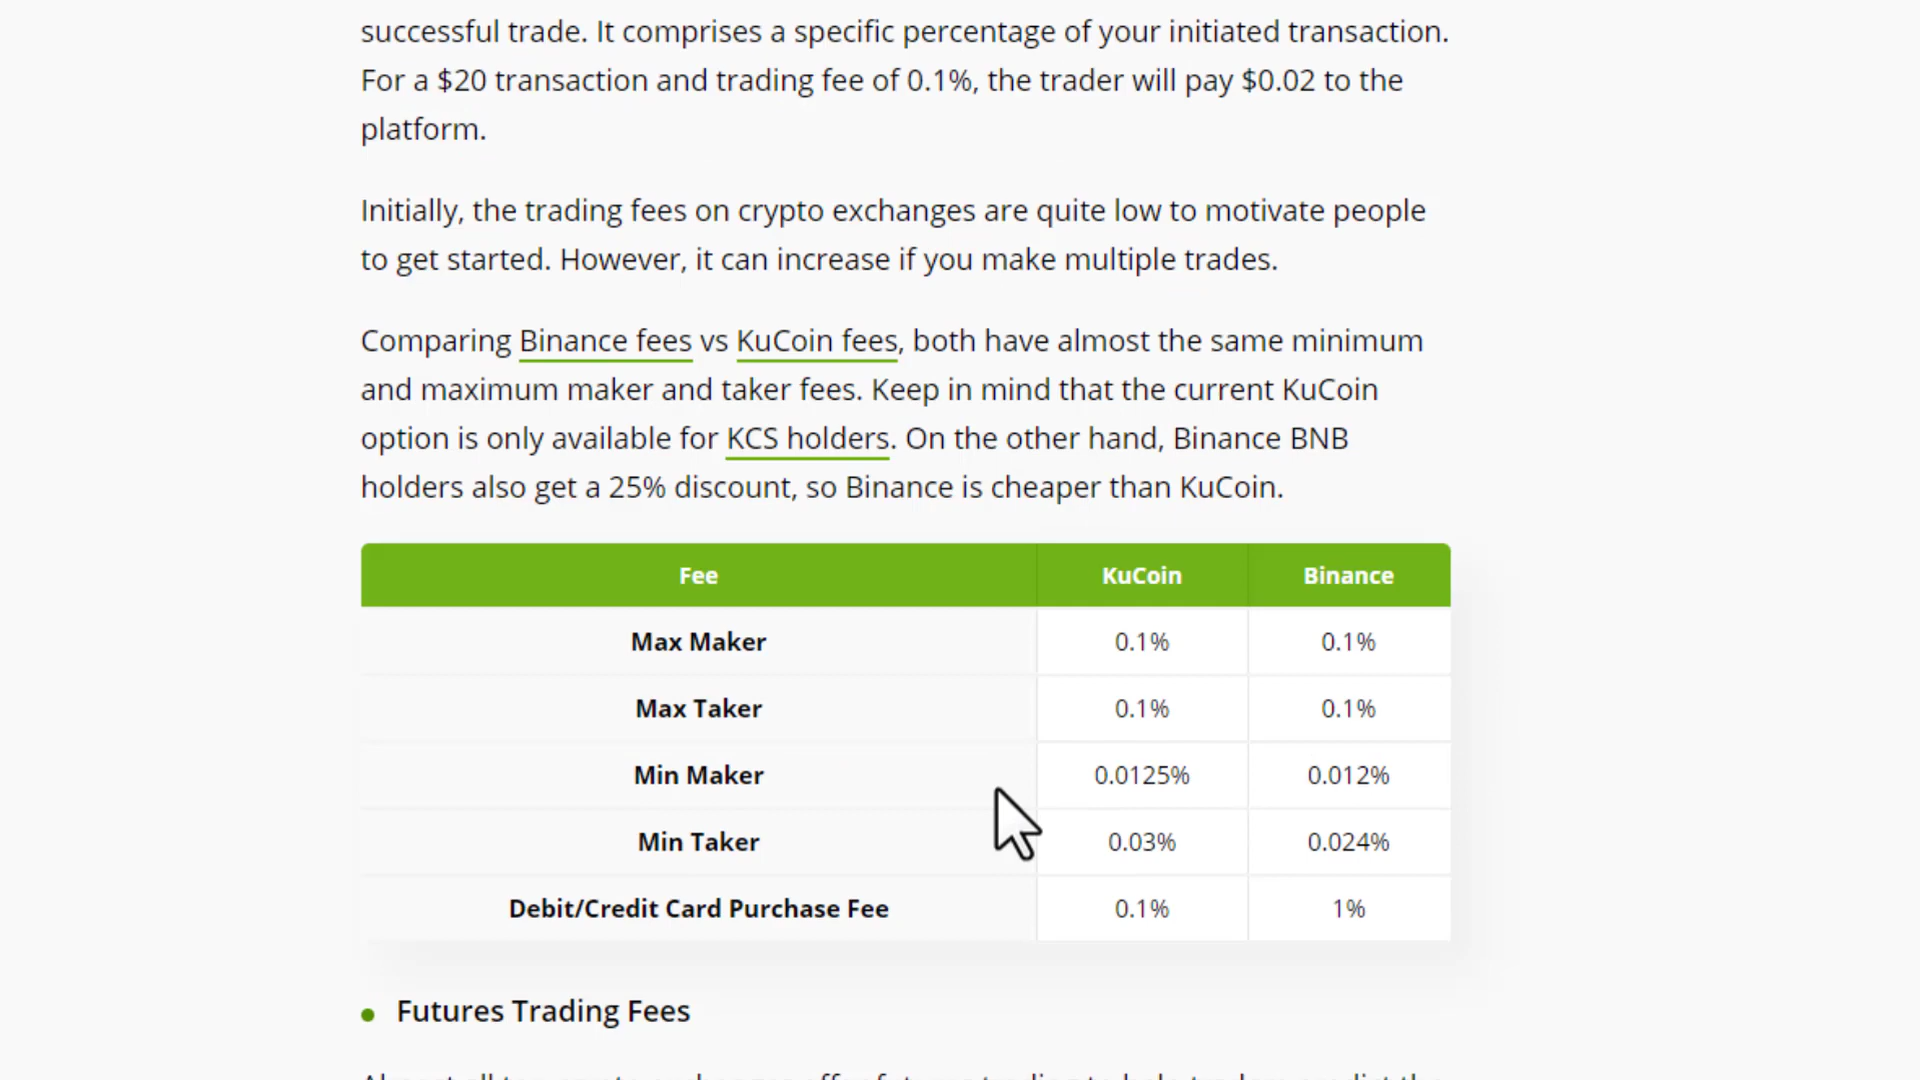 successful trade. It comprises a specific percentage of your initiated transaction.
For a $20 transaction and trading fee of 0.1%, the trader will pay $0.02 to the
platform.
Initially, the trading fees on crypto exchanges are quite low to motivate people
to get started. However, it can increase if you make multiple trades.
Comparing Binance fees vs KuCoin fees, both have almost the same minimum
and maximum maker and taker fees. Keep in mind that the current KuCoin
option is only available for KCS holders. On the other hand, Binance BNB
holders also get a 25% discount, so Binance is cheaper than KuCoin.
Fee KuCoin Binance
Max Maker 0.1% 0.1%
Max Taker 0.1% 0.1%
Min Maker 0.0125% 0.012%
Min Taker 0.03% 0.024%
Debit/Credit Card Purchase Fee 0.1% 1%
Futures Trading Fees